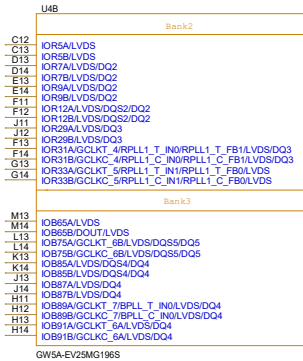 U4B
Bank2
C12 IOR5A/LVDS
C13 IOR5B/LVDS
D13 IOR7A/LVDS/DQ2
D14 IOR7B/LVDS/DQ2
E13 IOR9A/LVDS/DQ2
E14 IOR9B/LVDS/DQ2
F11 IOR12A/LVDS/DQS2/DQ2
F12 IOR12B/LVDS/DQS2/DQ2
J11 IOR29A/LVDS/DQ3
J12 IOR29B/LVDS/DQ3
F13 IOR31A/GCLKT_4/RPLL1_T_IN0/RPLL1_T_FB1/LVDS/DQ3
F14 IOR31B/GCLKC_4/RPLL1_C_IN0/RPLL1_C_FB1/LVDS/DQ3
G13 IOR33A/GCLKT_5/RPLL1_T_IN1/RPLL1_T_FB0/LVDS
G14 IOR33B/GCLKC_5/RPLL1_C_IN1/RPLL1_C_FB0/LVDS
Bank3
M13 IOB65A/LVDS
M14 IOB65B/DOUT/LVDS
L13 IOB75A/GCLKT_6B/LVDS/DQS5/DQ5
L14 IOB75B/GCLKC_6B/LVDS/DQS5/DQ5
K13 IOB85A/LVDS/DQS4/DQ4
K14 IOB85B/LVDS/DQS4/DQ4
J13 IOB87A/LVDS/DQ4
J14 IOB87B/LVDS/DQ4
H11 IOB89A/GCLKT_7/BPLL_T_IN0/LVDS/DQ4
H12 IOB89B/GCLKC_7/BPLL_C_IN0/LVDS/DQ4
H13 IOB91A/GCLKT_6A/LVDS/DQ4
H14 IOB91B/GCLKC_6A/LVDS/DQ4
GW5A-EV25MG196S